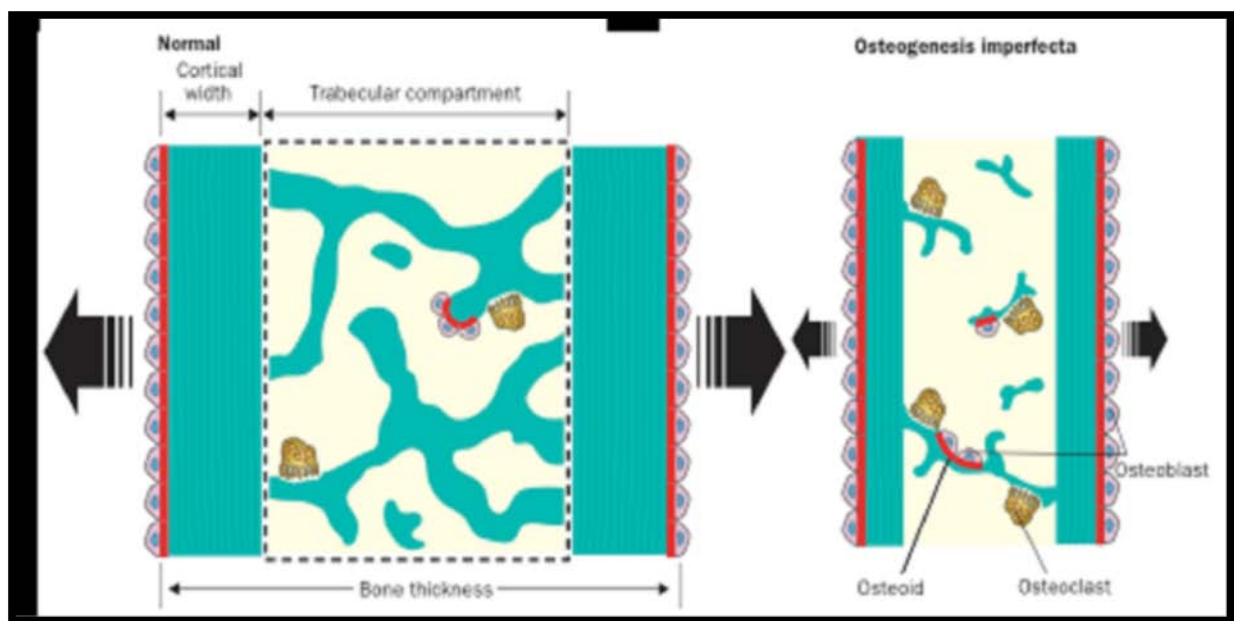 Normal
Cortical
width
Trabecular compartment
Bone thickness
Osteogenesis imperfecta
Osteoblast
Osteoid
Osteoclast